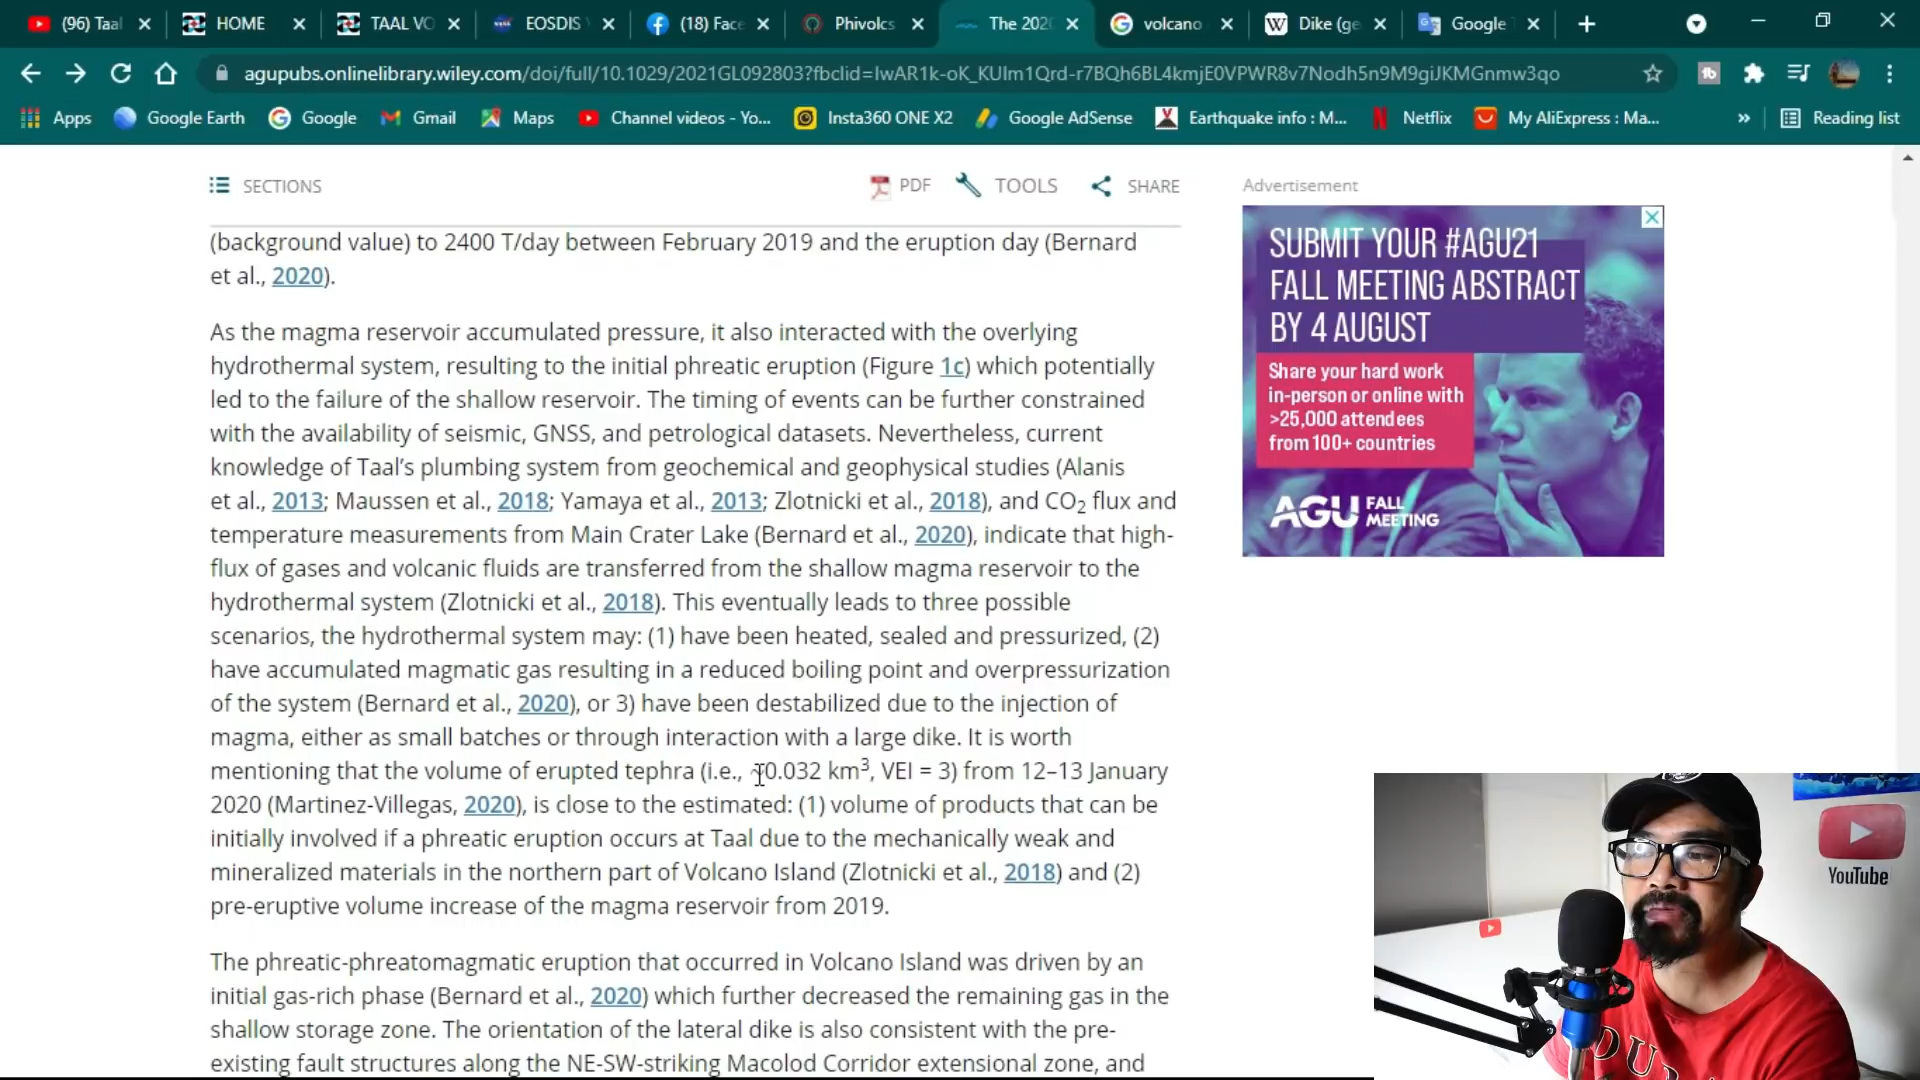 (96) Taal
HOME
TAAL VO
EOSDIS
(18) Face
Phivolcs
The 2020
volcano
Dike (ge
Google
agupubs.onlinelibrary.wiley.com/doi/full/10.1029/2021GL092803?fbclid=IwAR1k-oK_KUIm1Qrd-r7BQh6BL4kmjE0VPWR8v7Nodh5n9M9giJKMGnmw3qo
Apps
Google Earth
Google
Gmail
Maps
Channel videos - Yo...
Insta360 ONE X2
Google AdSense
Earthquake info : M...
Netflix
My AliExpress : Ma...
»
Reading list
SECTIONS
PDF
TOOLS
SHARE
(background value) to 2400 T/day between February 2019 and the eruption day (Bernard
et al., 2020).
As the magma reservoir accumulated pressure, it also interacted with the overlying
hydrothermal system, resulting to the initial phreatic eruption (Figure 1c) which potentially
led to the failure of the shallow reservoir. The timing of events can be further constrained
with the availability of seismic, GNSS, and petrological datasets. Nevertheless, current
knowledge of Taal's plumbing system from geochemical and geophysical studies (Alanis
et al., 2013; Maussen et al., 2018; Yamaya et al., 2013; Zlotnicki et al., 2018), and CO₂ flux and
temperature measurements from Main Crater Lake (Bernard et al., 2020), indicate that high-
flux of gases and volcanic fluids are transferred from the shallow magma reservoir to the
hydrothermal system (Zlotnicki et al., 2018). This eventually leads to three possible
scenarios, the hydrothermal system may: (1) have been heated, sealed and pressurized, (2)
have accumulated magmatic gas resulting in a reduced boiling point and overpressurization
of the system (Bernard et al., 2020), or 3) have been destabilized due to the injection of
magma, either as small batches or through interaction with a large dike. It is worth
mentioning that the volume of erupted tephra (i.e., ~0.032 km³, VEI = 3) from 12–13 January
2020 (Martinez-Villegas, 2020), is close to the estimated: (1) volume of products that can be
initially involved if a phreatic eruption occurs at Taal due to the mechanically weak and
mineralized materials in the northern part of Volcano Island (Zlotnicki et al., 2018) and (2)
pre-eruptive volume increase of the magma reservoir from 2019.
The phreatic-phreatomagmatic eruption that occurred in Volcano Island was driven by an
initial gas-rich phase (Bernard et al., 2020) which further decreased the remaining gas in the
shallow storage zone. The orientation of the lateral dike is also consistent with the pre-
existing fault structures along the NE-SW-striking Macolod Corridor extensional zone, and
Advertisement
SUBMIT YOUR #AGU21
FALL MEETING ABSTRACT
BY 4 AUGUST
Share your hard work
in-person or online with
>25,000 attendees
from 100+ countries
AGU FALL
MEETING
YouTube